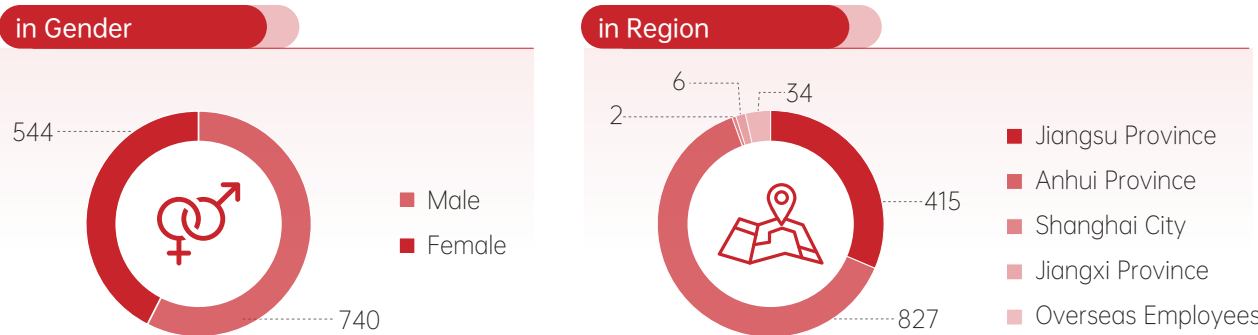 in Gender
544
740
Male
Female
in Region
6
34
2
415
827
Jiangsu Province
Anhui Province
Shanghai City
Jiangxi Province
Overseas Employees